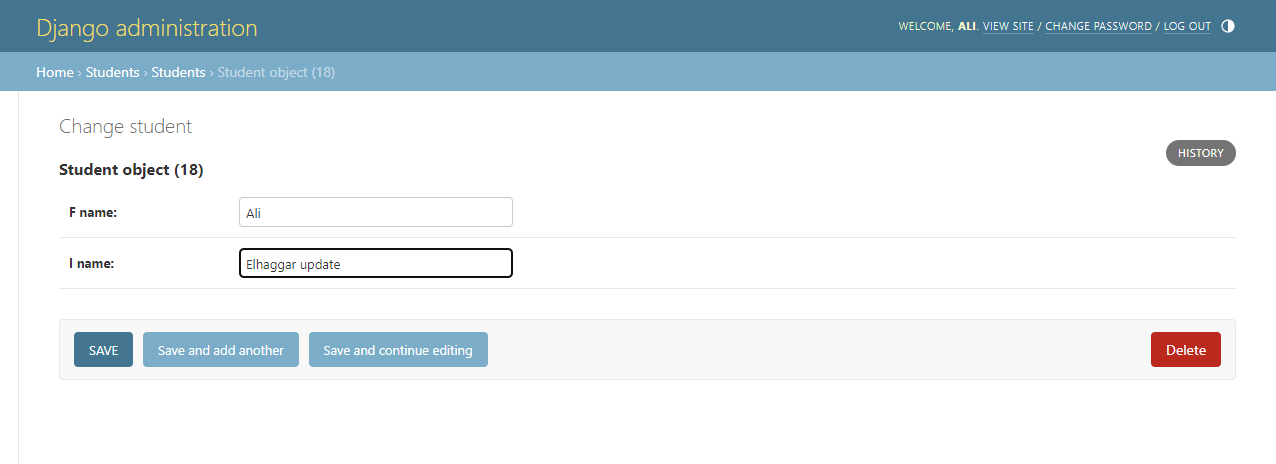 Django administration
WELCOME, ALI. VIEW SITE / CHANGE PASSWORD / LOG OUT
Home › Students › Students › Student object (18)
Change student
HISTORY
Student object (18)
F name:
Ali
I name:
Elhaggar update
SAVE
Save and add another
Save and continue editing
Delete